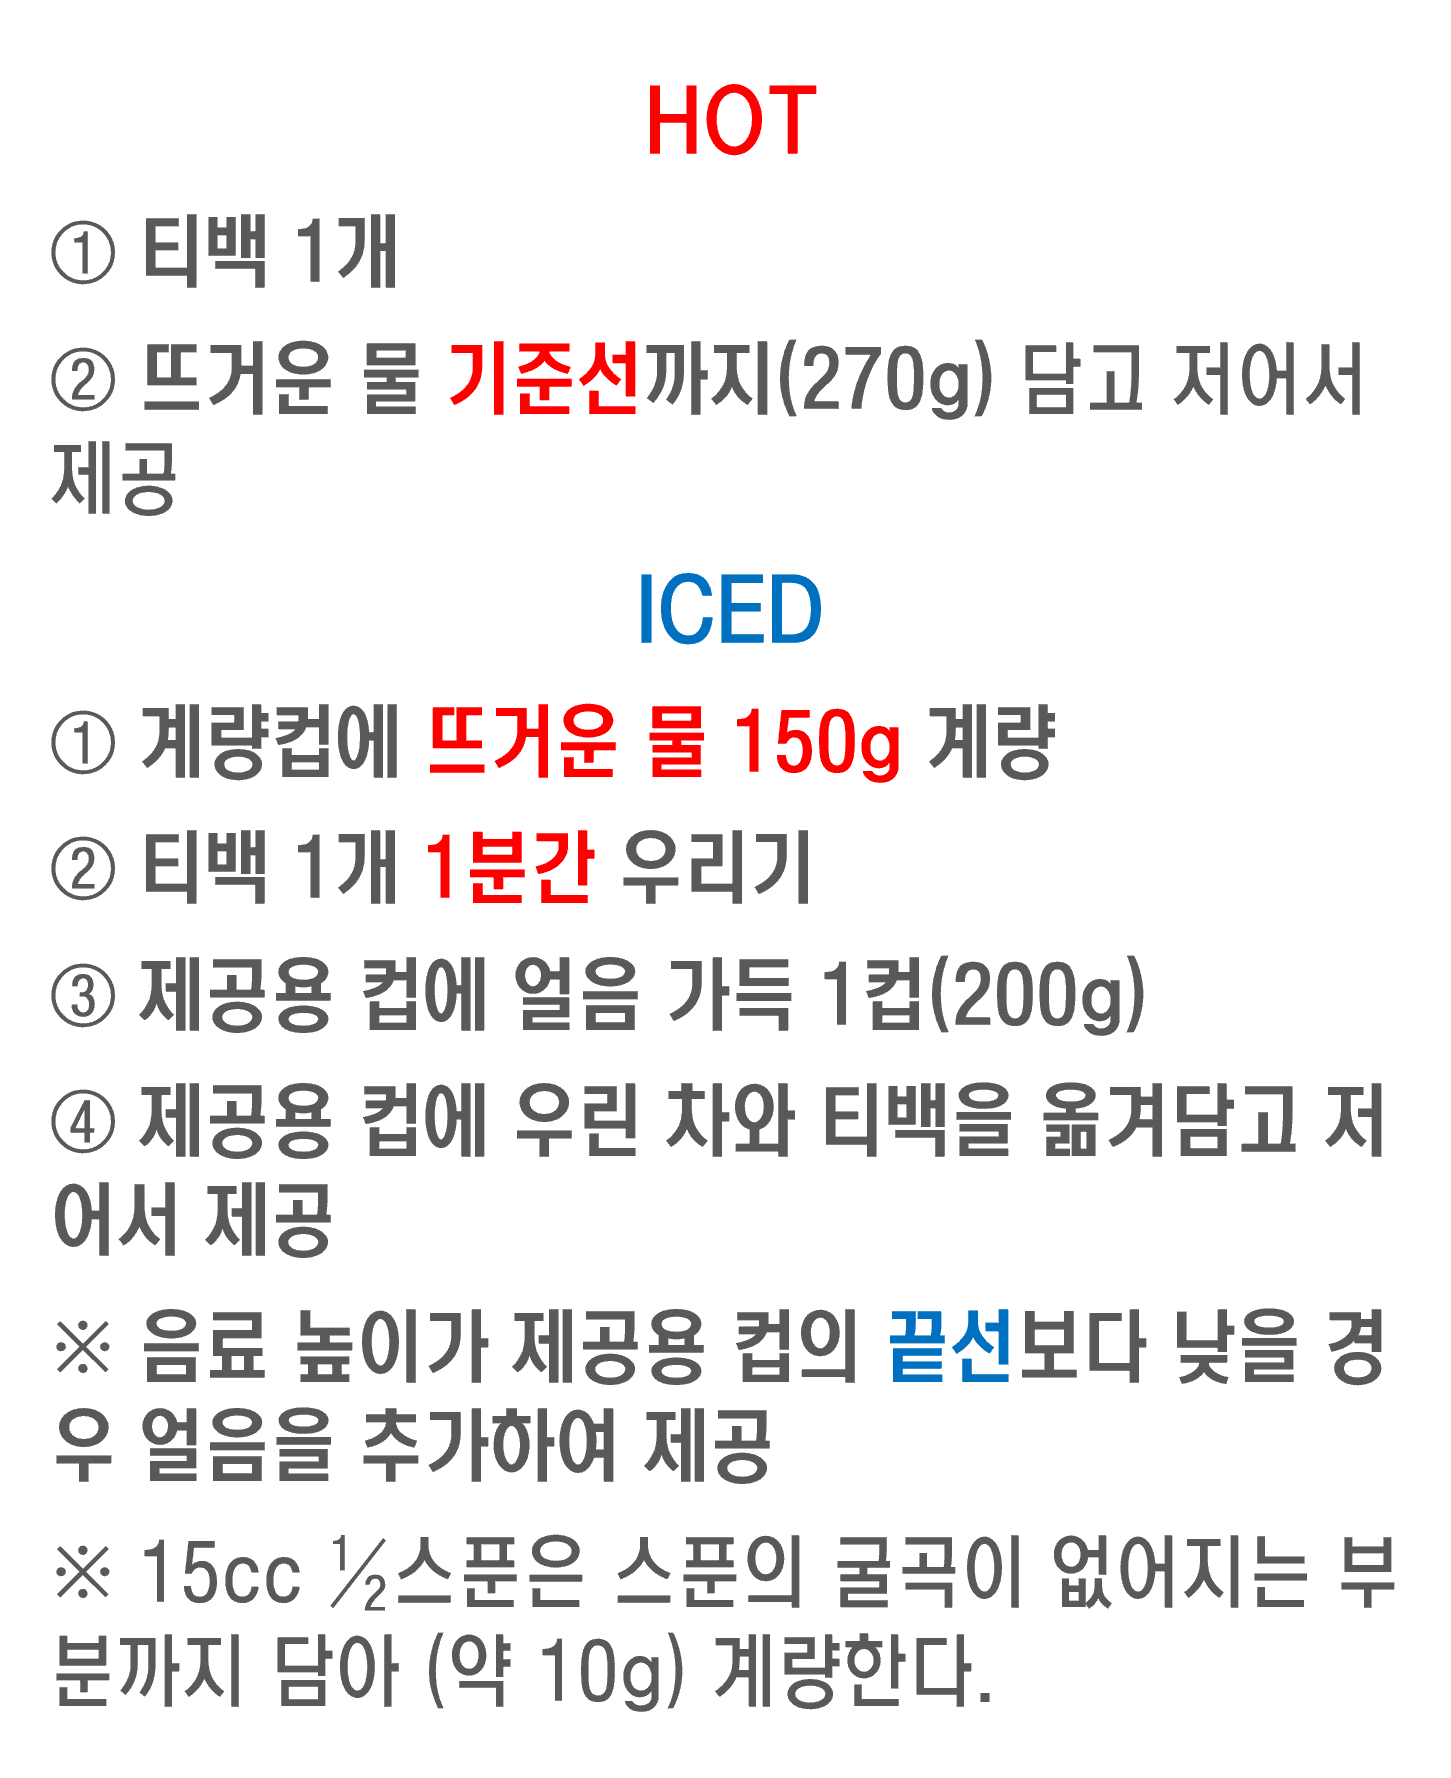 HOT
① 티백 1개
② 뜨거운 물 기준선까지(270g) 담고 저어서
제공
ICED
① 계량컵에 뜨거운 물 150g 계량
② 티백 1개 1분간 우리기
③ 제공용 컵에 얼음 가득 1컵(200g)
④ 제공용 컵에 우린 차와 티백을 옮겨담고 저
어서 제공
※ 음료 높이가 제공용 컵의 끝선보다 낮을 경
우 얼음을 추가하여 제공
※ 15cc ½스푼은 스푼의 굴곡이 없어지는 부
분까지 담아 (약 10g) 계량한다.